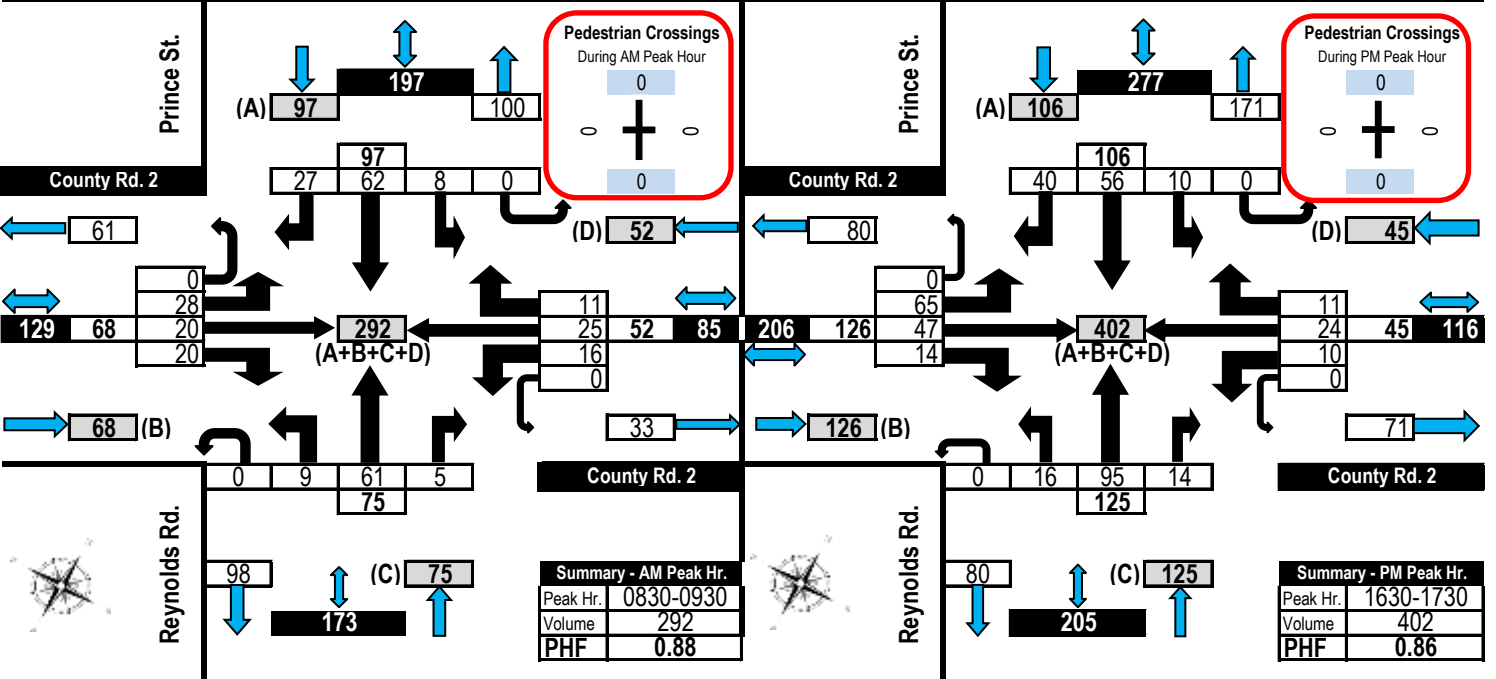 Prince St.
197
(A) 97
100
Pedestrian Crossings
During AM Peak Hour
0
0 0
0
97
27 62 8 0
County Rd. 2
61
(D) 52
0
28
129 68 20
20
292
(A+B+C+D)
11
25 52 85
16
0
68 (B)
33
0 9 61 5
75
County Rd. 2
Reynolds Rd.
98
(C) 75
173
Summary - AM Peak Hr.
Peak Hr. 0830-0930
Volume 292
PHF 0.88
Prince St.
277
(A) 106
171
Pedestrian Crossings
During PM Peak Hour
0
0 0
0
106
40 56 10 0
County Rd. 2
80
(D) 45
0
65
206 126 47
14
402
(A+B+C+D)
11
24 45 116
10
0
126 (B)
71
0 16 95 14
125
County Rd. 2
Reynolds Rd.
80
(C) 125
205
Summary - PM Peak Hr.
Peak Hr. 1630-1730
Volume 402
PHF 0.86